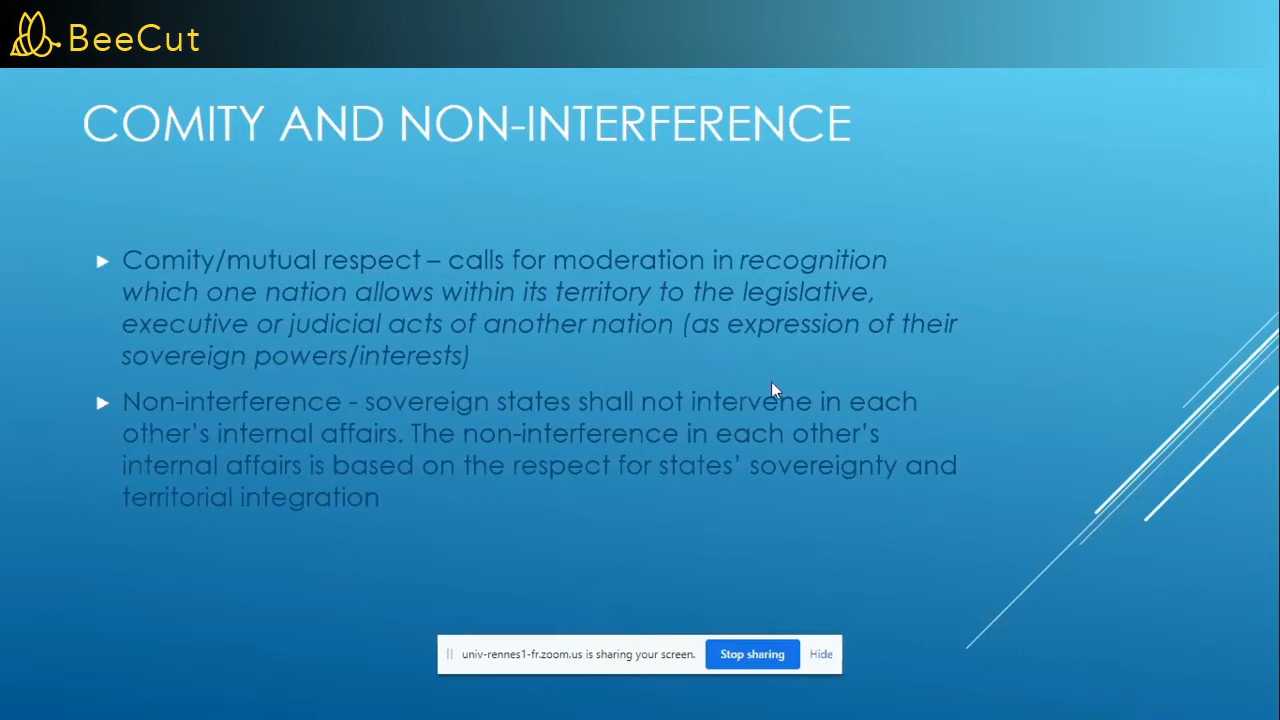 BeeCut
COMITY AND NON-INTERFERENCE
Comity/mutual respect – calls for moderation in recognition
which one nation allows within its territory to the legislative,
executive or judicial acts of another nation (as expression of their
sovereign powers/interests)
Non-interference - sovereign states shall not intervene in each
other's internal affairs. The non-interference in each other's
internal affairs is based on the respect for states' sovereignty and
territorial integration
univ-rennes1-fr.zoom.us is sharing your screen. Stop sharing Hide